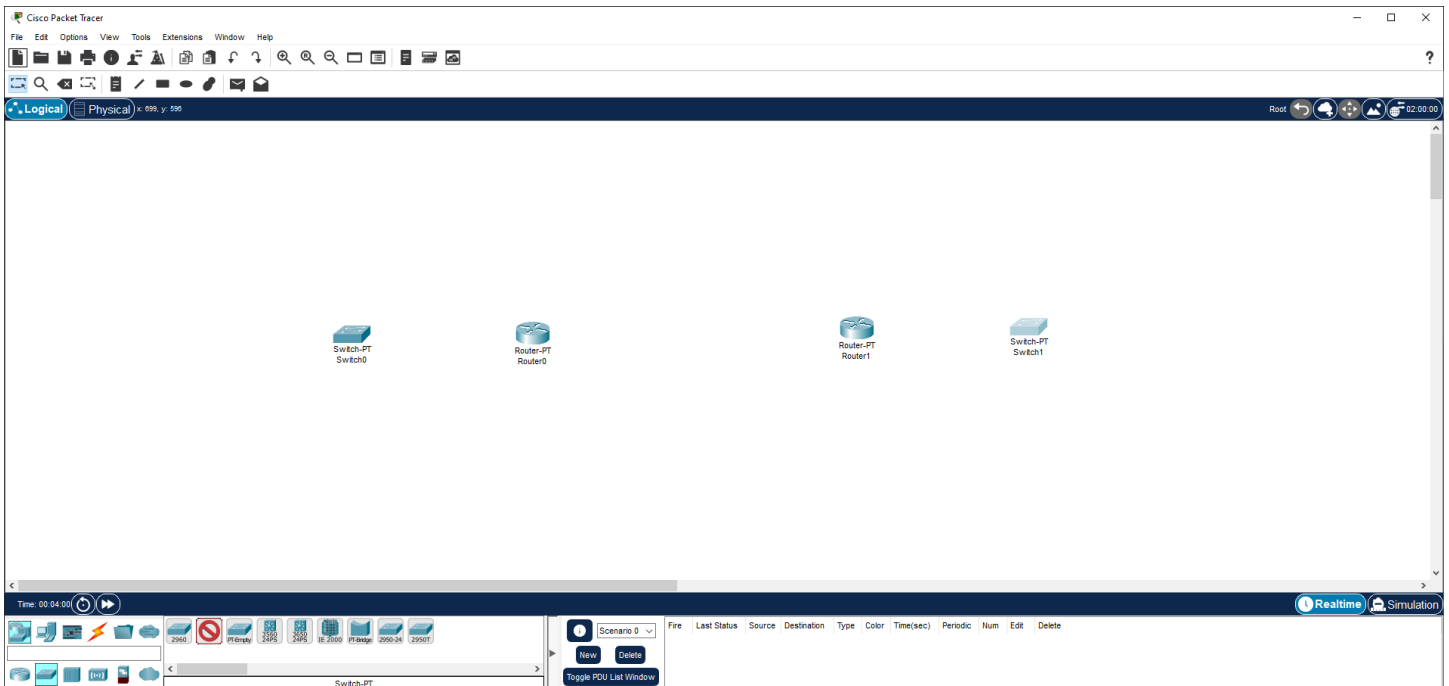 Cisco Packet Tracer
File Edit Options View Tools Extensions Window Help
?
Logical Physical x: 699, y: 596 Root 02:00:00
Switch-PT
Switch0
Router-PT
Router0
Router-PT
Router1
Switch-PT
Switch1
Time: 00:04:00 Realtime Simulation
2960 PT-Empty 3560 24PS 3650 24PS IE 2000 PT-Bridge 2950-24 2950T
Switch-PT
Scenario 0
New Delete
Toggle PDU List Window
Fire Last Status Source Destination Type Color Time(sec) Periodic Num Edit Delete